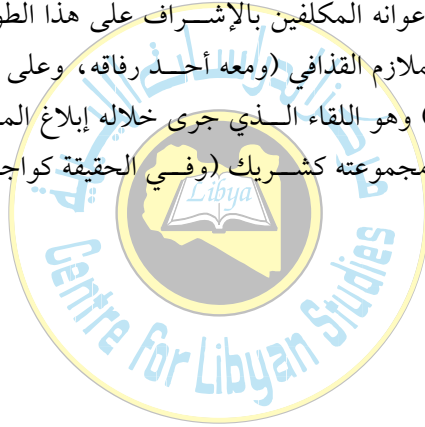 عوانه المكلفين بالإشراف على هذا الطو
ملازم القذافي (ومعه أحد رفاقه، وعلى
) وهو اللقاء الذي جرى خلاله إبلاغ الم
مجموعته كشريك (وفي الحقيقة كواج
Libya
Centre for Libyan Studies